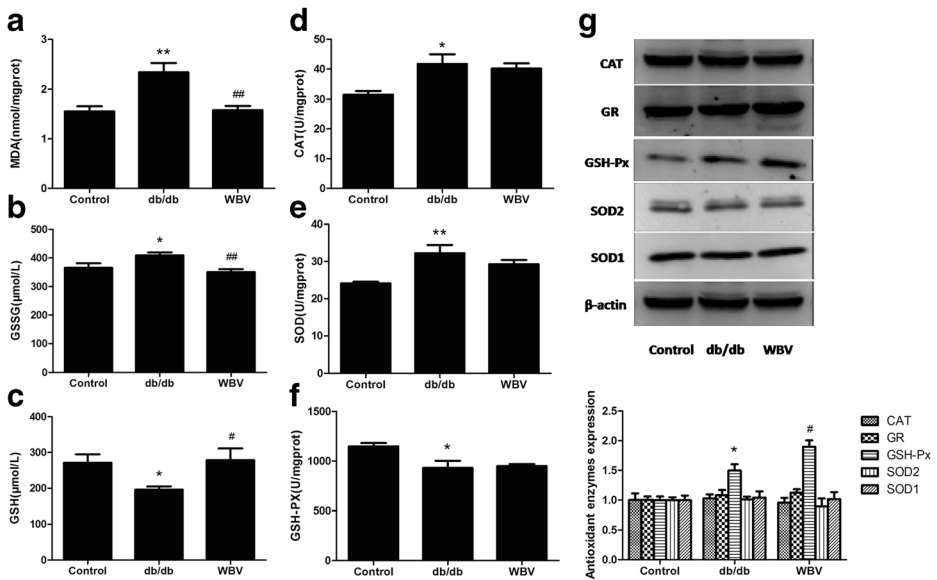 a
MDA(nmol/mgprot)
3
2
1
0
**
##
Control db/db WBV
b
GSSG(μmol/L)
500
400
300
200
100
0
*
##
Control db/db WBV
c
GSH(μmol/L)
400
300
200
100
0
*
#
Control db/db WBV
d
CAT(U/mgprot)
50
40
30
20
10
0
*
Control db/db WBV
e
SOD(U/mgprot)
40
30
20
0
**
Control db/db WBV
f
GSH-PX(U/mgprot)
1500
1000
500
0
*
Control db/db WBV
g
CAT
GR
GSH-Px
SOD2
SOD1
β-actin
Control db/db WBV
Antioxidant enzymes expression
2.5
2.0
1.5
1.0
0.5
0.0
*
#
Control db/db WBV
CAT
GR
GSH-Px
SOD2
SOD1